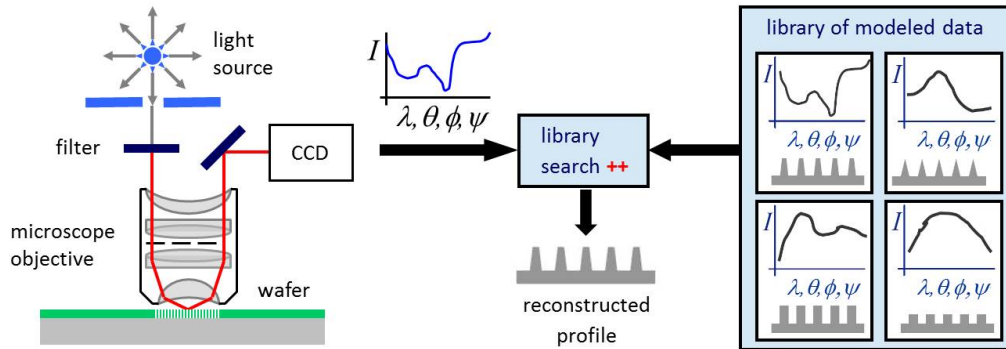 light
source
filter
CCD
microscope
objective
wafer
I
λ, θ, ϕ, ψ
library
search ++
reconstructed
profile
library of modeled data
I
λ, θ, ϕ, ψ
I
λ, θ, ϕ, ψ
I
λ, θ, ϕ, ψ
I
λ, θ, ϕ, ψ